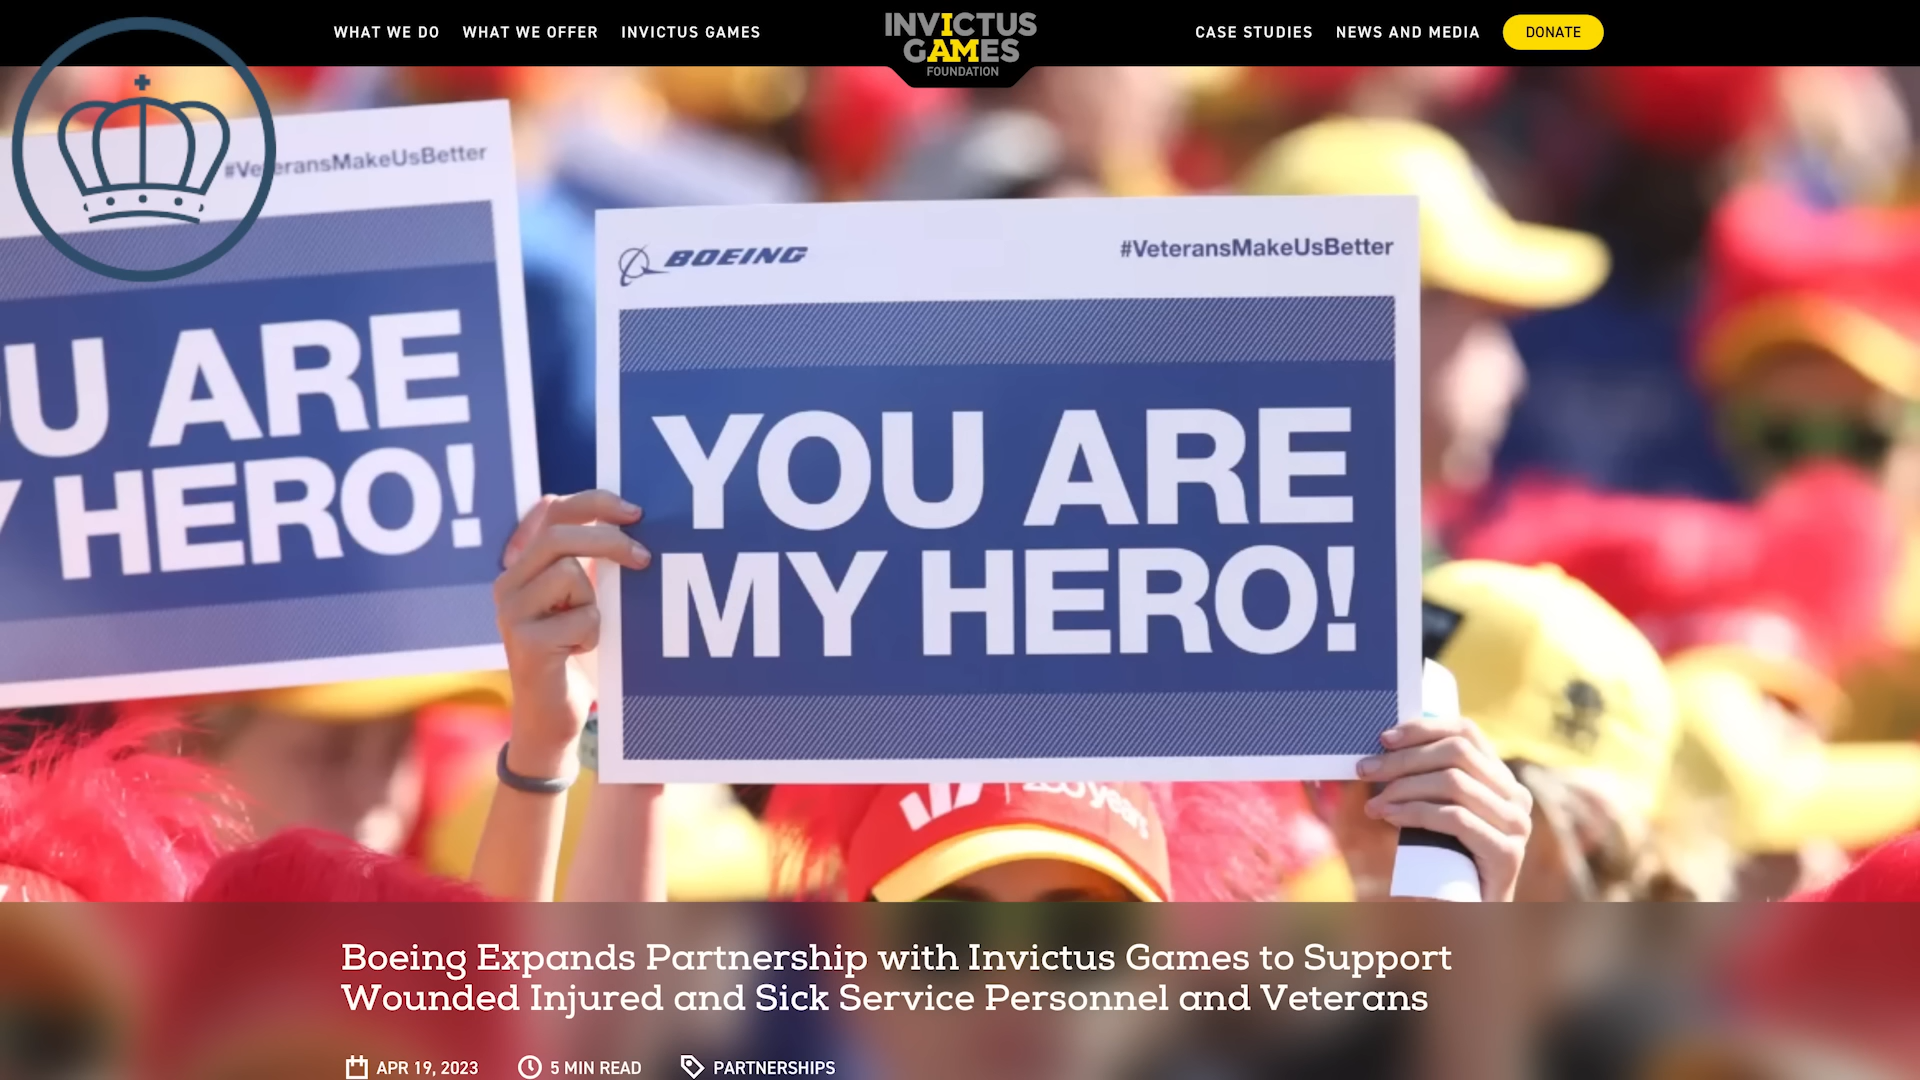 WHAT WE DO
WHAT WE OFFER
INVICTUS GAMES
INVICTUS
GAMES
FOUNDATION
CASE STUDIES
NEWS AND MEDIA
DONATE
#VeteransMakeUsBetter
U ARE
HERO!
BOEING
#VeteransMakeUsBetter
YOU ARE
MY HERO!
years
Boeing Expands Partnership with Invictus Games to Support
Wounded Injured and Sick Service Personnel and Veterans
APR 19, 2023
5 MIN READ
PARTNERSHIPS